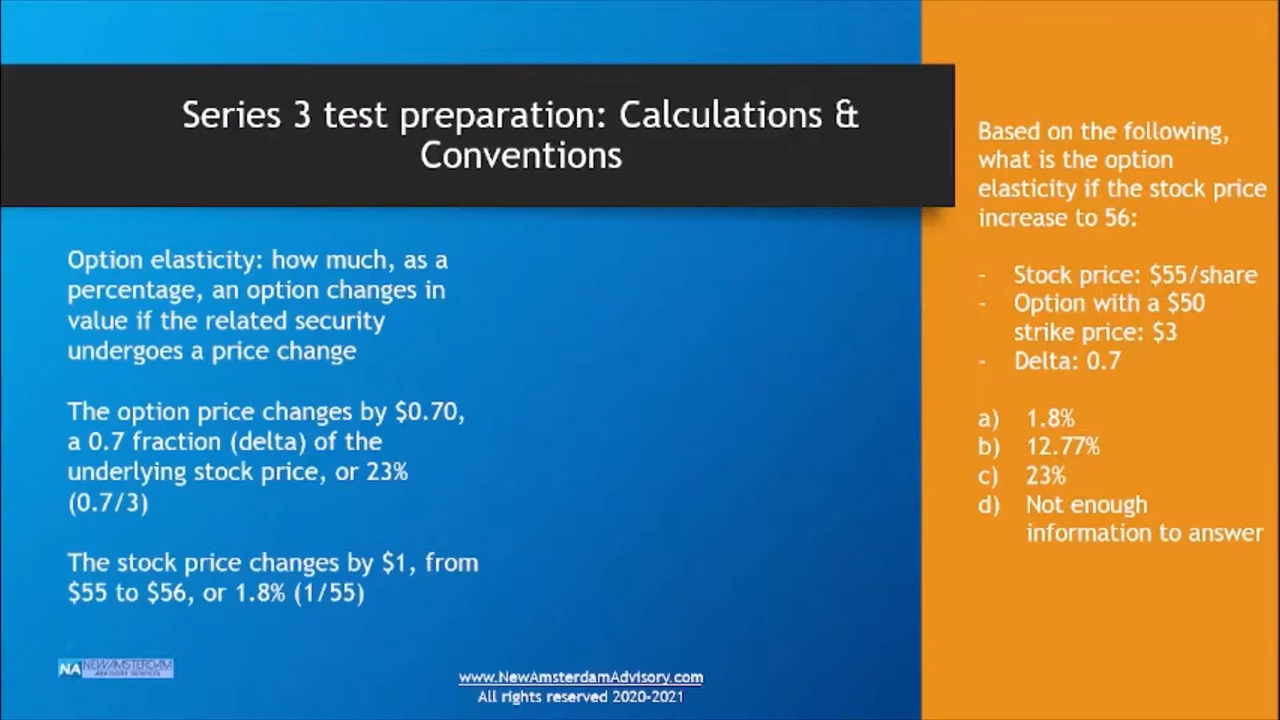 Series 3 test preparation: Calculations &
Conventions
Option elasticity: how much, as a
percentage, an option changes in
value if the related security
undergoes a price change
The option price changes by $0.70,
a 0.7 fraction (delta) of the
underlying stock price, or 23%
(0.7/3)
The stock price changes by $1, from
$55 to $56, or 1.8% (1/55)
Based on the following,
what is the option
elasticity if the stock price
increase to 56:
- Stock price: $55/share
- Option with a $50
strike price: $3
- Delta: 0.7
a) 1.8%
b) 12.77%
c) 23%
d) Not enough
information to answer
NA NEW AMSTERDAM
ADVISORY SERVICES
www.NewAmsterdamAdvisory.com
All rights reserved 2020-2021